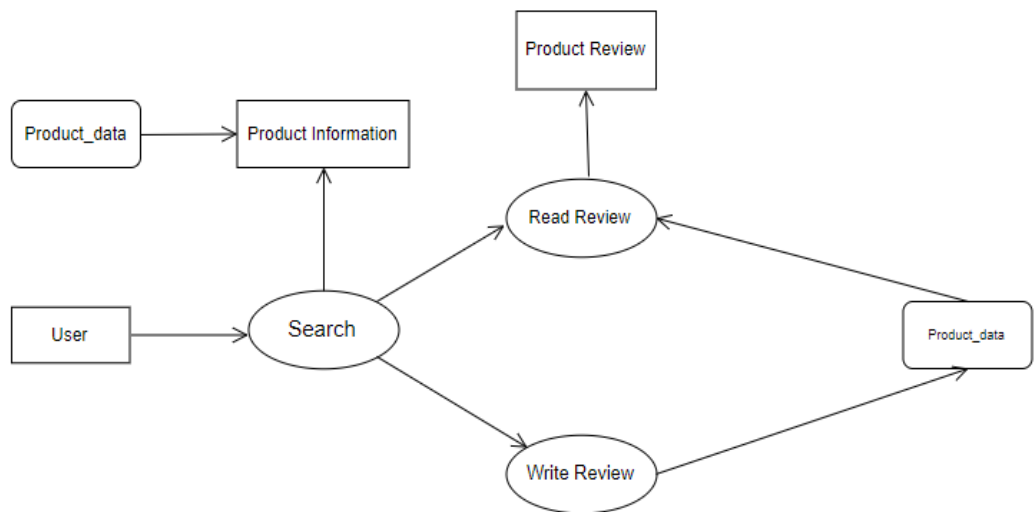 Product Review
Product_data
Product Information
Read Review
User
Search
Product_data
Write Review